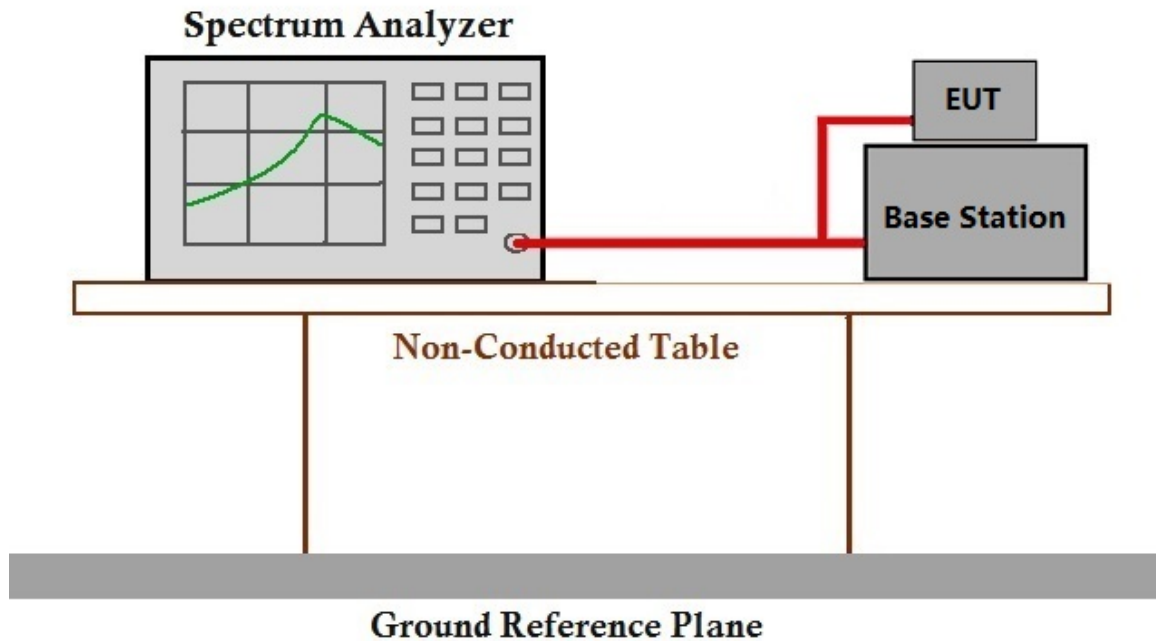 Spectrum Analyzer
EUT
Base Station
Non-Conducted Table
Ground Reference Plane